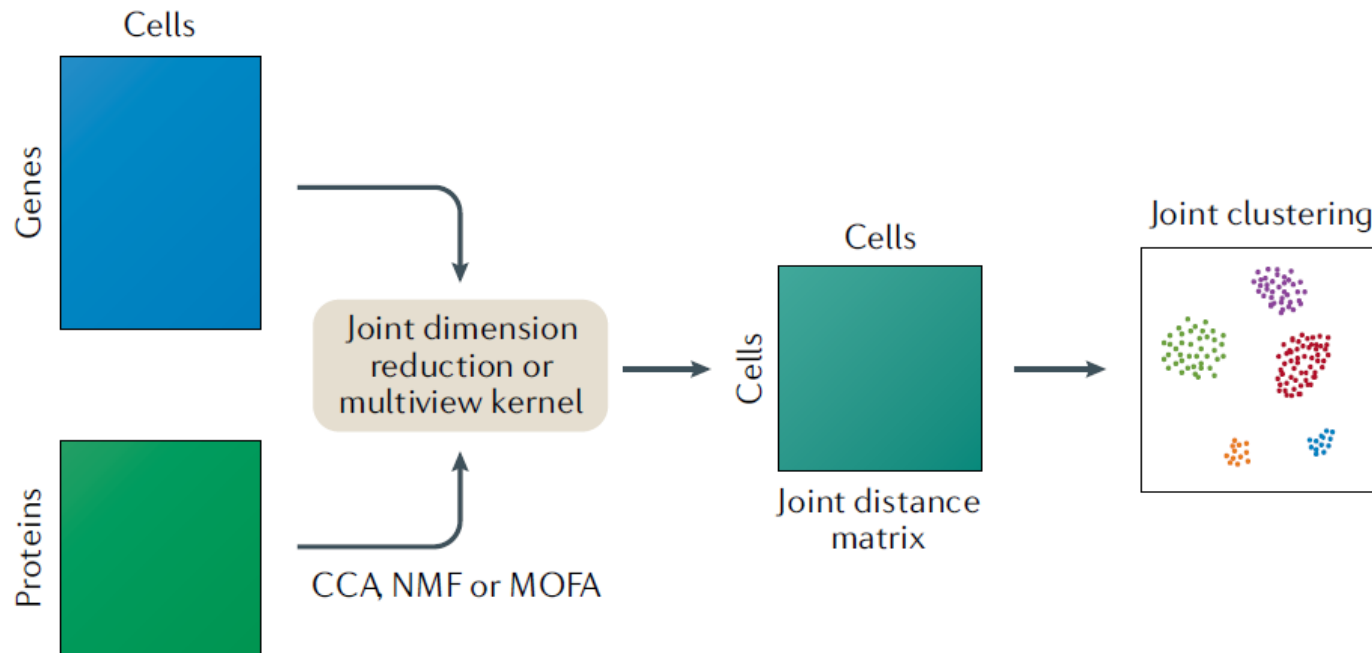 Cells
Genes
Proteins
Joint dimension
reduction or
multiview kernel
CCA, NMF or MOFA
Cells
Cells
Joint distance
matrix
Joint clustering